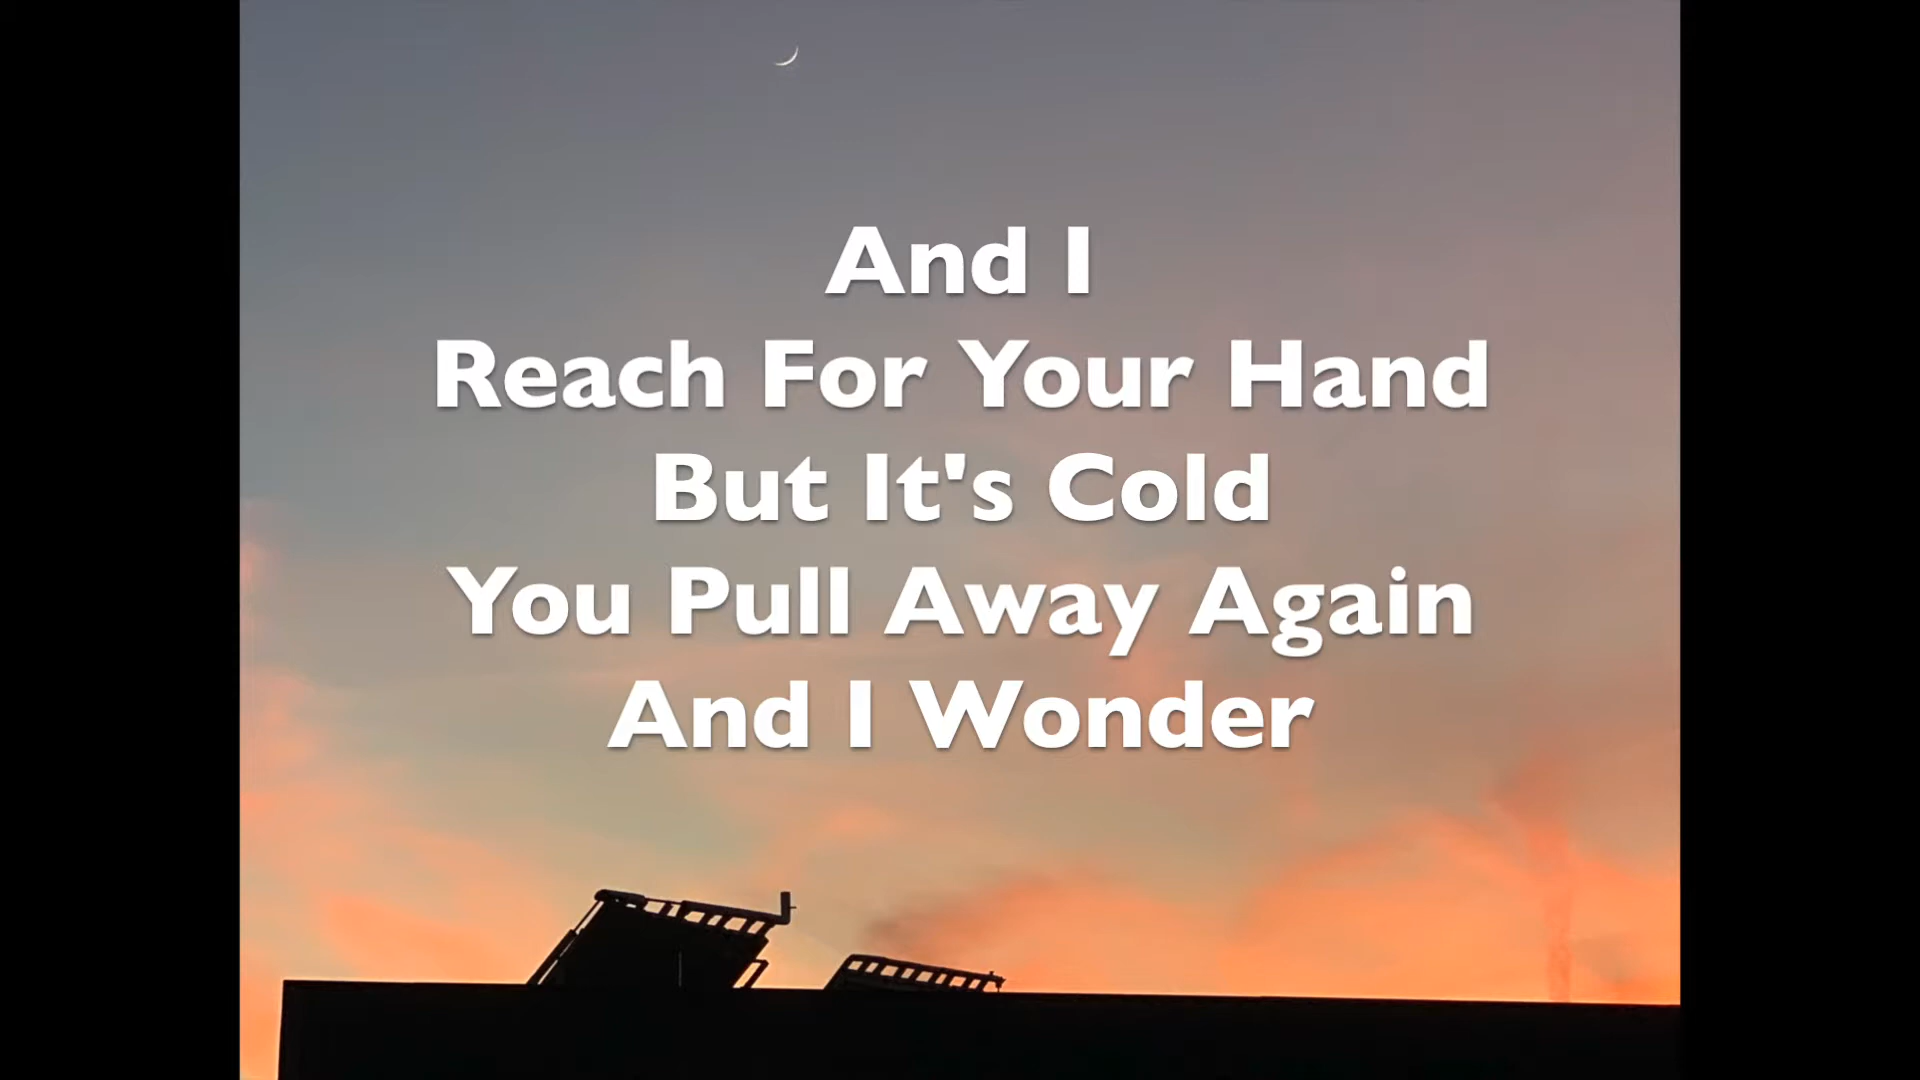 And I
Reach For Your Hand
But It's Cold
You Pull Away Again
And I Wonder